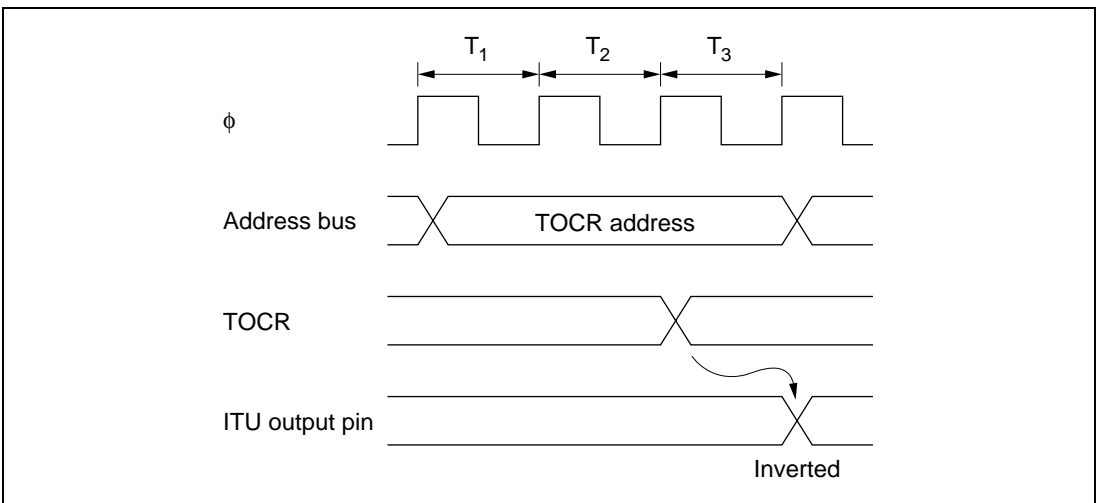 T1 T2 T3
φ
Address bus TOCR address
TOCR
ITU output pin
Inverted